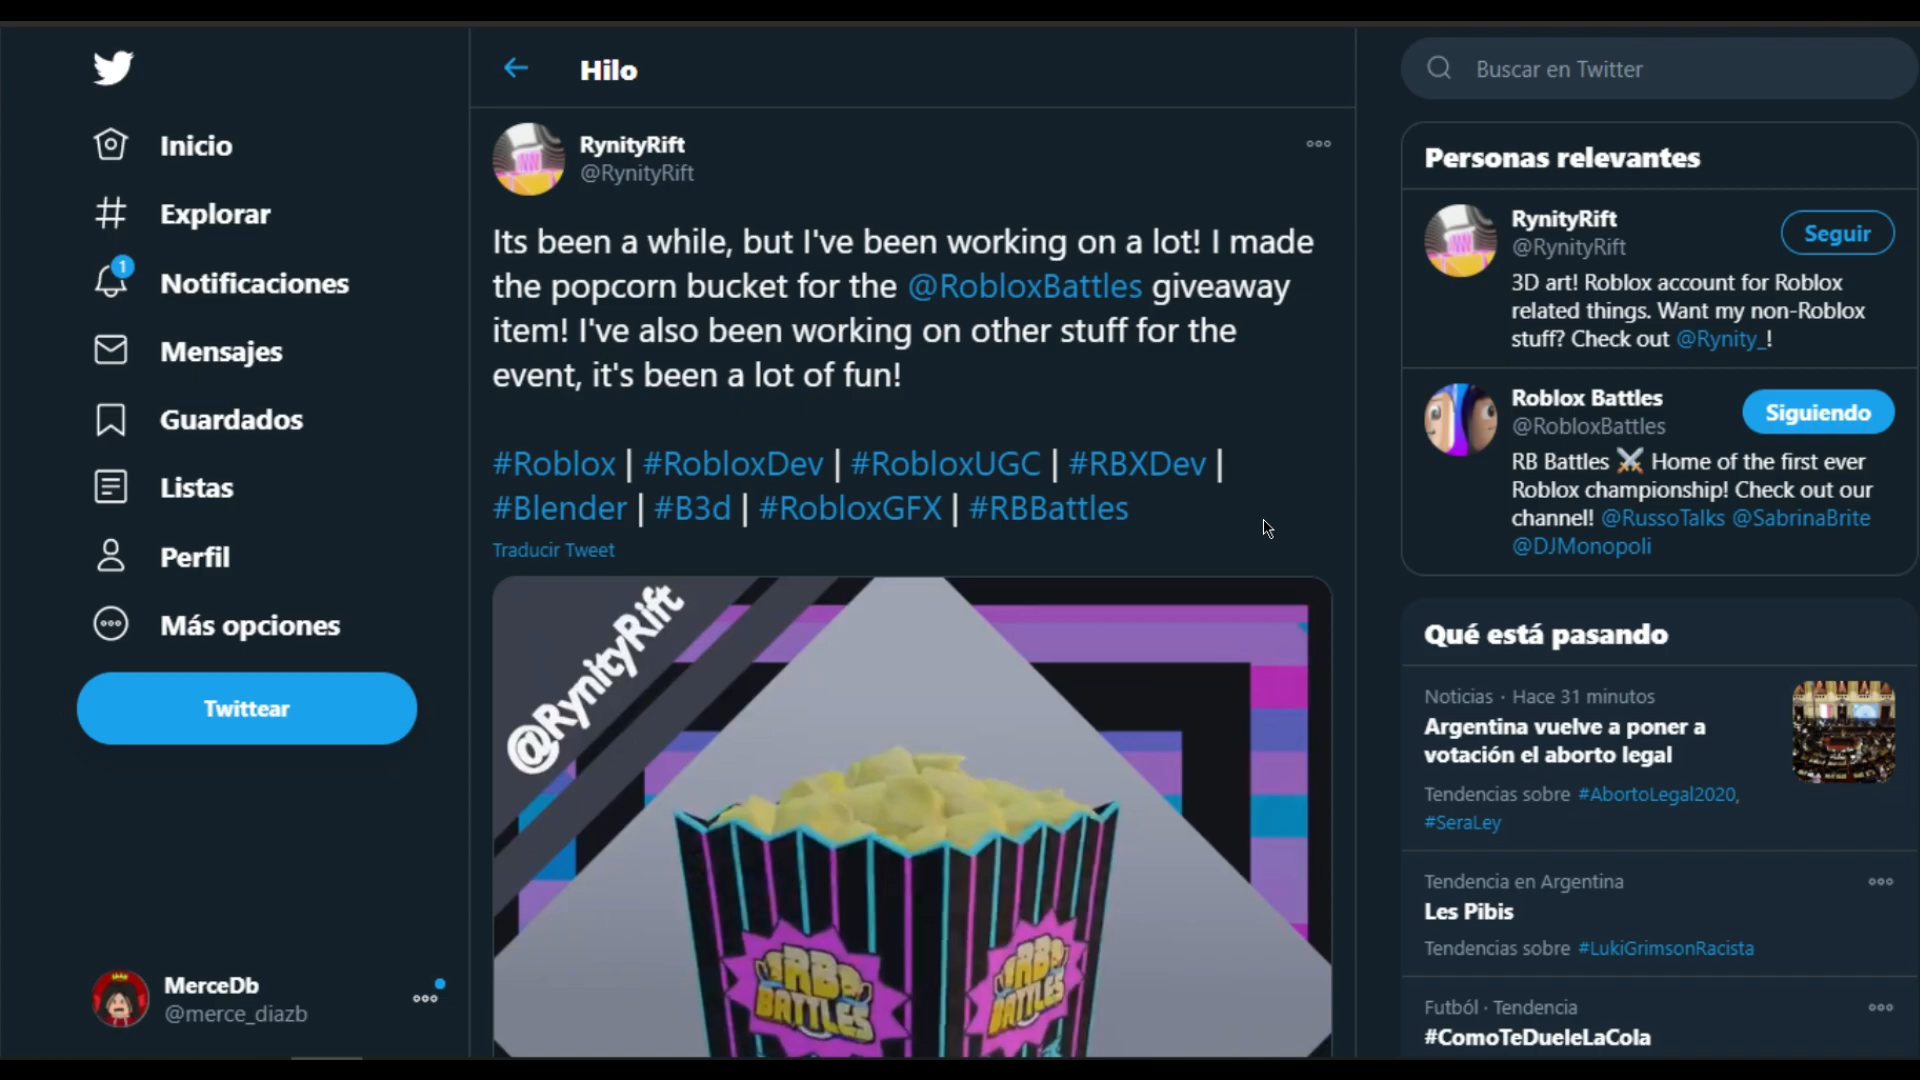 Inicio
Explorar
1
Notificaciones
Mensajes
Guardados
Listas
Perfil
Más opciones
Twittear
MerceDb
@merce_diazb
Hilo
RynityRift
@RynityRift
Its been a while, but I've been working on a lot! I made
the popcorn bucket for the @RobloxBattles giveaway
item! I've also been working on other stuff for the
event, it's been a lot of fun!
#Roblox | #RobloxDev | #RobloxUGC | #RBXDev |
#Blender | #B3d | #RobloxGFX | #RBBattles
Traducir Tweet
@RynityRift
RB
BATTLES
RB
BATTLES
Buscar en Twitter
Personas relevantes
RynityRift
@RynityRift
Seguir
3D art! Roblox account for Roblox
related things. Want my non-Roblox
stuff? Check out @Rynity_!
Roblox Battles
@RobloxBattles
Siguiendo
RB Battles ⚔️ Home of the first ever
Roblox championship! Check out our
channel! @RussoTalks @SabrinaBrite
@DJMonopoli
Qué está pasando
Noticias · Hace 31 minutos
Argentina vuelve a poner a
votación el aborto legal
Tendencias sobre #AbortoLegal2020,
#SeraLey
Tendencia en Argentina
Les Pibis
Tendencias sobre #LukiGrimsonRacista
Futból · Tendencia
#ComoTeDueleLaCola